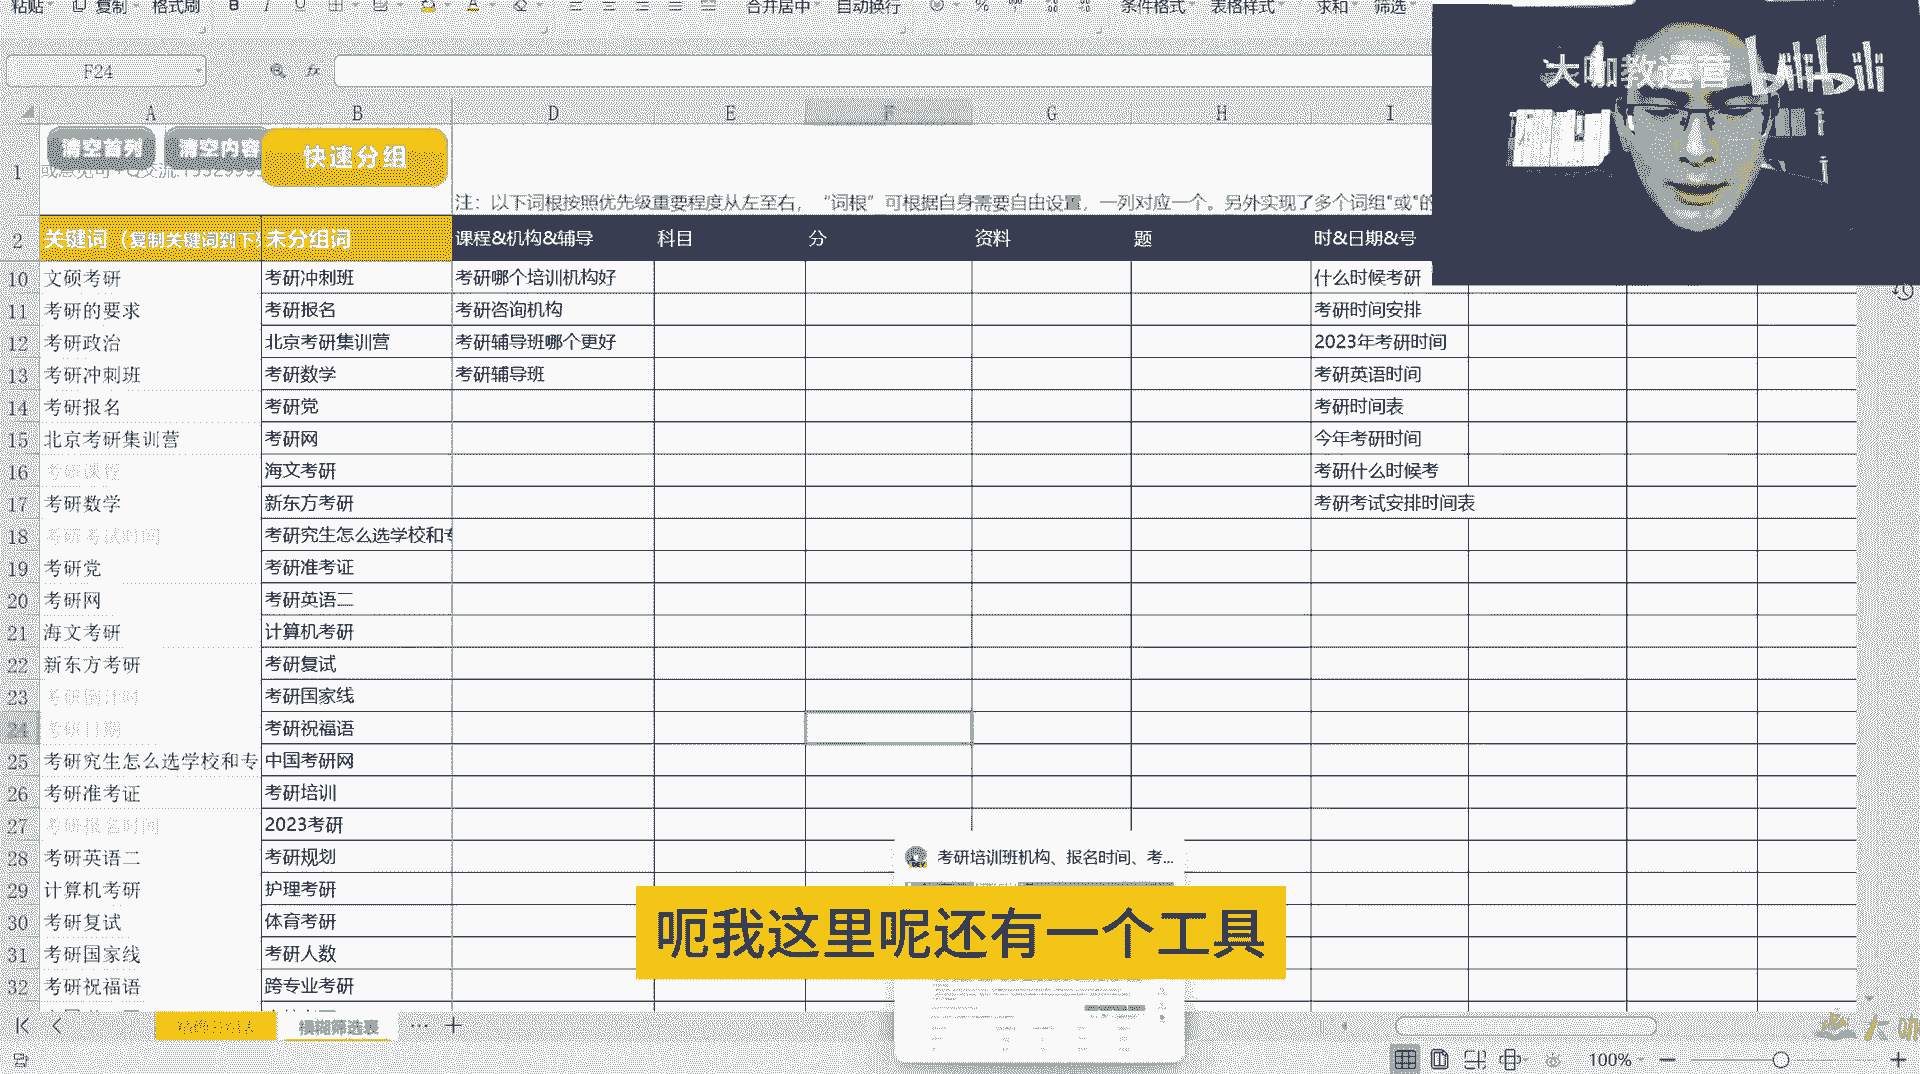 粘贴 复制 格式刷 B I U 合并居中 自动换行 % 条件格式 表格样式 求和 筛选
F24 fx
大咖教运营 bilibili
A B D E F G H I
1 清空首列 清空内容 快速分组
注：以下词根按照优先级重要程度从左至右，“词根”可根据自身需要自由设置，一列对应一个。另外实现了多个词组"或"的
2 关键词（复制关键词到下 未分组词 课程&机构&辅导 科目 分 资料 题 时&日期&号
10 文硕考研 考研冲刺班 考研哪个培训机构好 什么时候考研
11 考研的要求 考研报名 考研咨询机构 考研时间安排
12 考研政治 北京考研集训营 考研辅导班哪个更好 2023年考研时间
13 考研冲刺班 考研数学 考研辅导班 考研英语时间
14 考研报名 考研党 考研时间表
15 北京考研集训营 考研网 今年考研时间
16 考研课程 海文考研 考研什么时候考
17 考研数学 新东方考研 考研考试安排时间表
18 考研考试时间 考研究生怎么选学校和专
19 考研党 考研准考证
20 考研网 考研英语二
21 海文考研 计算机考研
22 新东方考研 考研复试
23 考研倒计时 考研国家线
24 考研日期 考研祝福语
25 考研究生怎么选学校和专 中国考研网
26 考研准考证 考研培训
27 考研报名时间 2023考研
28 考研英语二 考研规划
29 计算机考研 护理考研
30 考研复试 体育考研
31 考研国家线 考研人数
32 考研祝福语 跨专业考研
考研培训班机构、报名时间、考...
呃我这里呢还有一个工具
模糊筛选表 ... +
100% — +